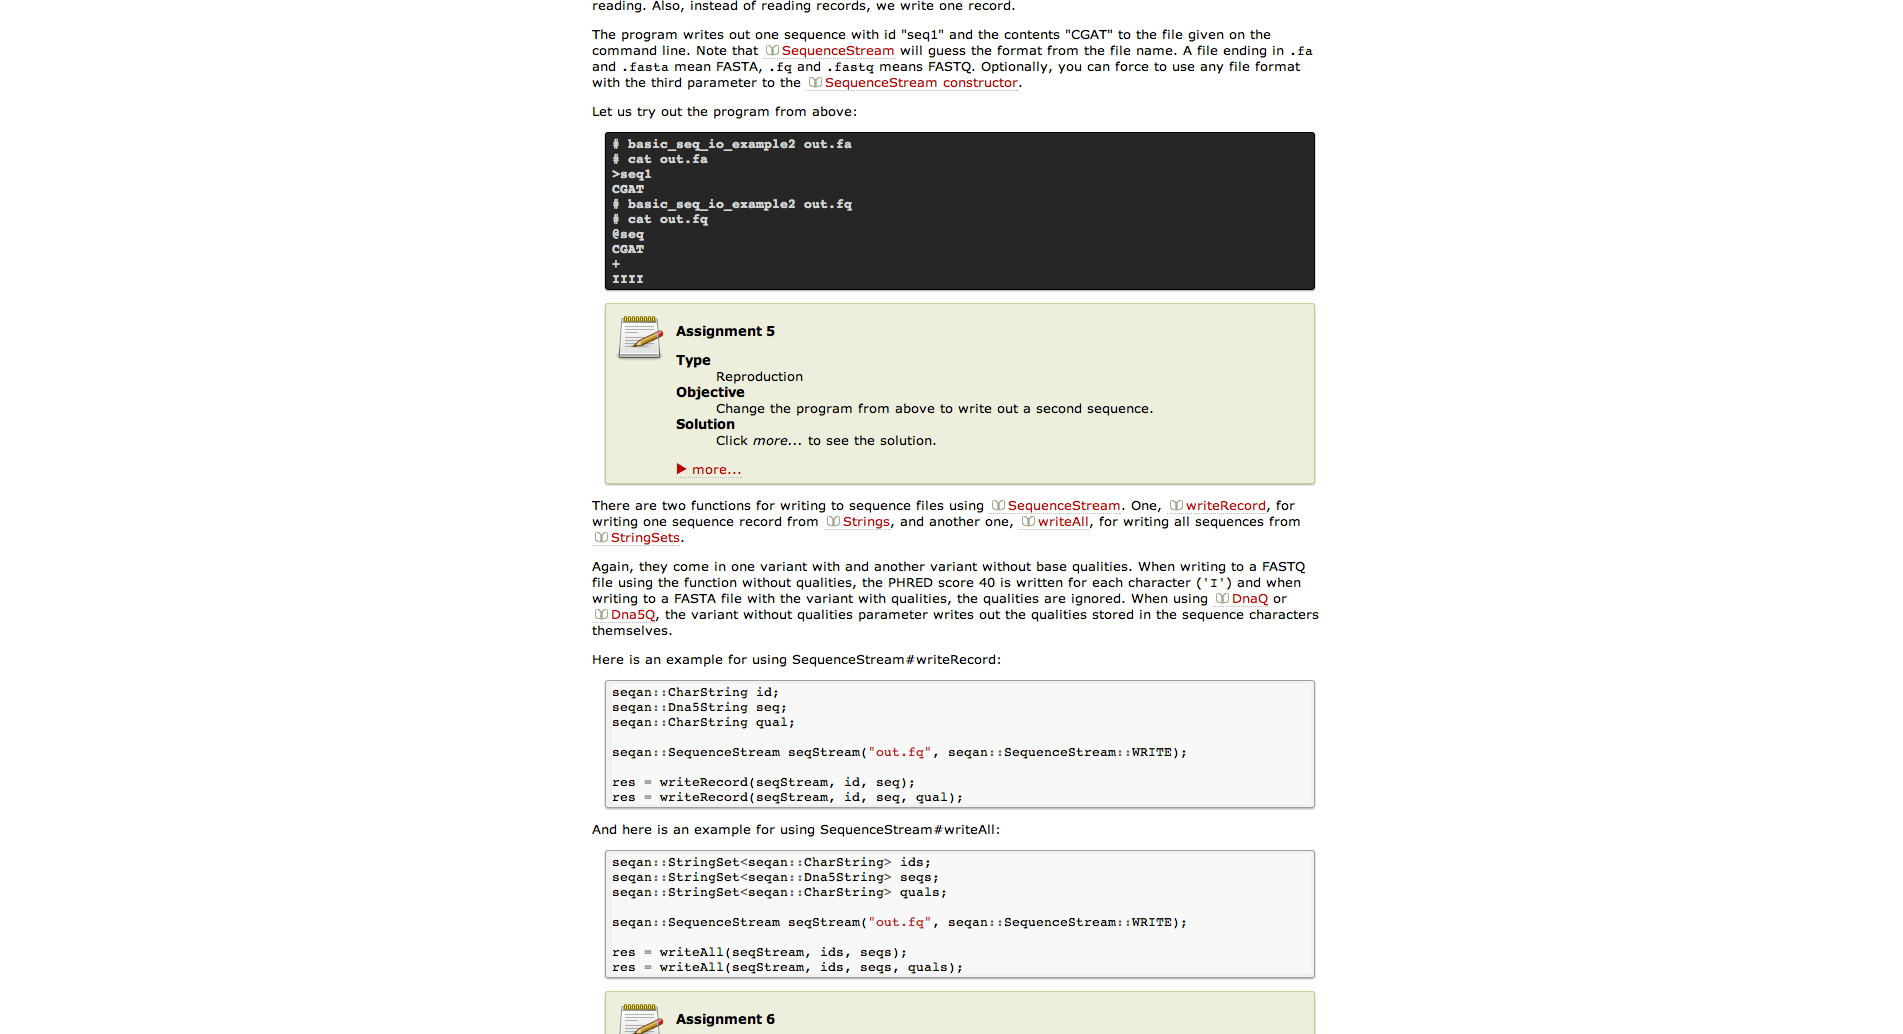 reading. Also, instead of reading records, we write one record.
The program writes out one sequence with id "seq1" and the contents "CGAT" to the file given on the
command line. Note that SequenceStream will guess the format from the file name. A file ending in .fa
and .fasta mean FASTA, .fq and .fastq means FASTQ. Optionally, you can force to use any file format
with the third parameter to the SequenceStream constructor.
Let us try out the program from above:
# basic_seq_io_example2 out.fa
# cat out.fa
>seq1
CGAT
# basic_seq_io_example2 out.fq
# cat out.fq
@seq
CGAT
+
IIII
Assignment 5
Type
Reproduction
Objective
Change the program from above to write out a second sequence.
Solution
Click more... to see the solution.
more...
There are two functions for writing to sequence files using SequenceStream. One, writeRecord, for
writing one sequence record from Strings, and another one, writeAll, for writing all sequences from
StringSets.
Again, they come in one variant with and another variant without base qualities. When writing to a FASTQ
file using the function without qualities, the PHRED score 40 is written for each character ('I') and when
writing to a FASTA file with the variant with qualities, the qualities are ignored. When using DnaQ or
Dna5Q, the variant without qualities parameter writes out the qualities stored in the sequence characters
themselves.
Here is an example for using SequenceStream#writeRecord:
seqan::CharString id;
seqan::Dna5String seq;
seqan::CharString qual;
seqan::SequenceStream seqStream("out.fq", seqan::SequenceStream::WRITE);
res = writeRecord(seqStream, id, seq);
res = writeRecord(seqStream, id, seq, qual);
And here is an example for using SequenceStream#writeAll:
seqan::StringSet<seqan::CharString> ids;
seqan::StringSet<seqan::Dna5String> seqs;
seqan::StringSet<seqan::CharString> quals;
seqan::SequenceStream seqStream("out.fq", seqan::SequenceStream::WRITE);
res = writeAll(seqStream, ids, seqs);
res = writeAll(seqStream, ids, seqs, quals);
Assignment 6